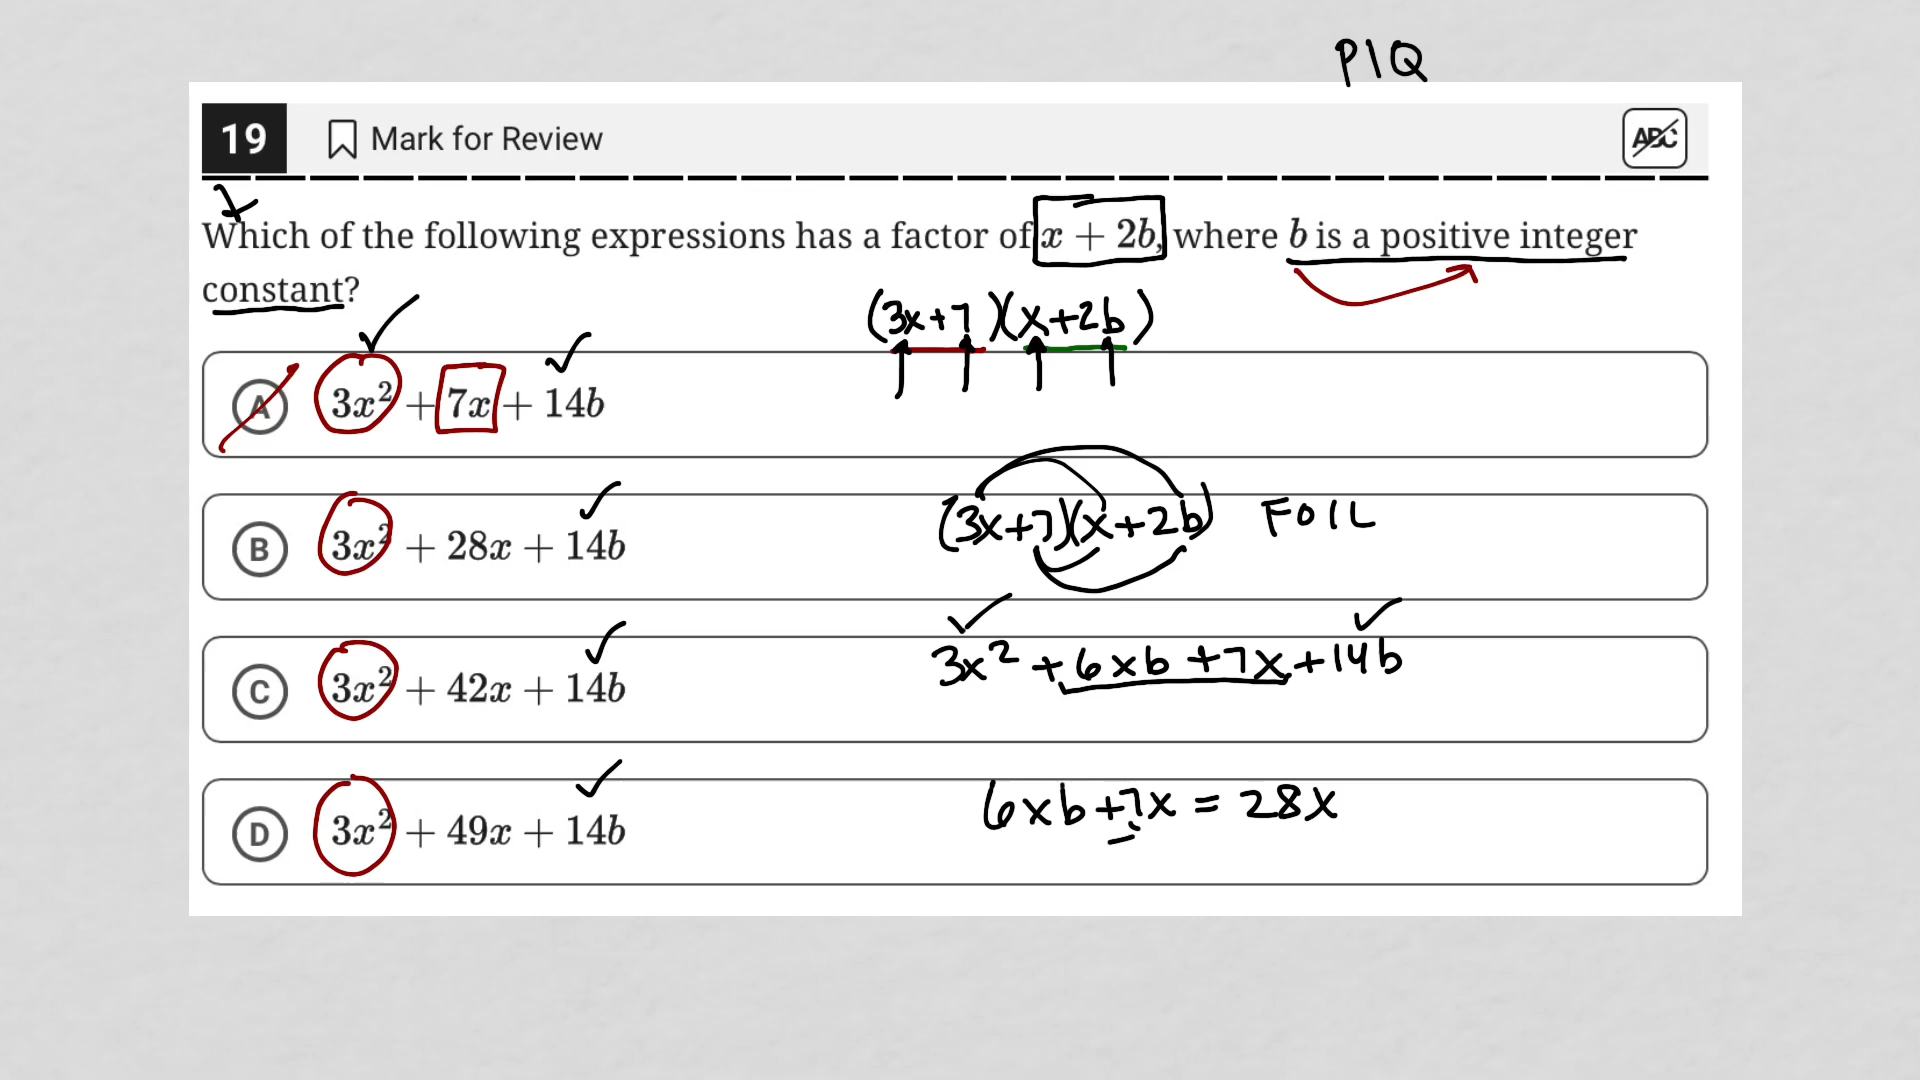 P1Q
19 Mark for Review ABC
Which of the following expressions has a factor of x + 2b, where b is a positive integer
constant?
(3x+7)(x+2b)
A 3x² + 7x + 14b
(3x+7)(x+2b) FOIL
B 3x² + 28x + 14b
3x² + 6xb + 7x + 14b
C 3x² + 42x + 14b
6xb + 7x = 28x
D 3x² + 49x + 14b